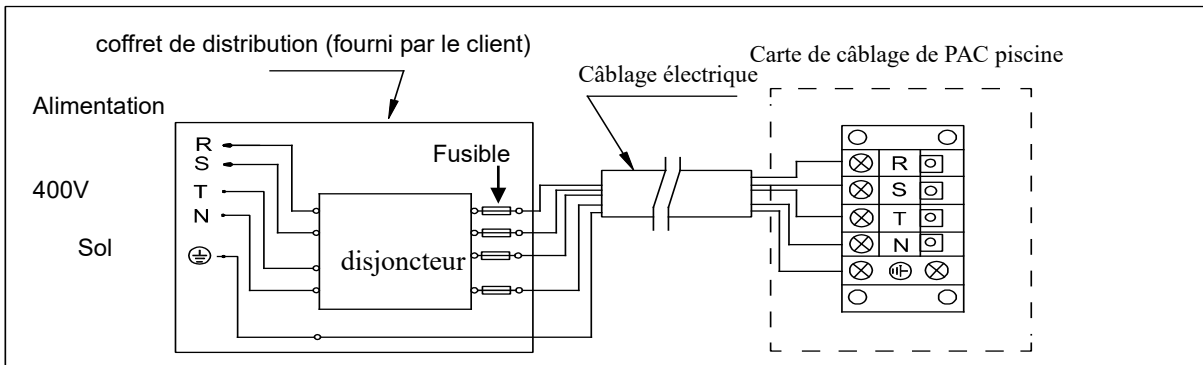 coffret de distribution (fourni par le client)
Carte de câblage de PAC piscine
Câblage électrique
Alimentation
400V
Sol
R
S
T
N
Fusible
disjoncteur
R
S
T
N